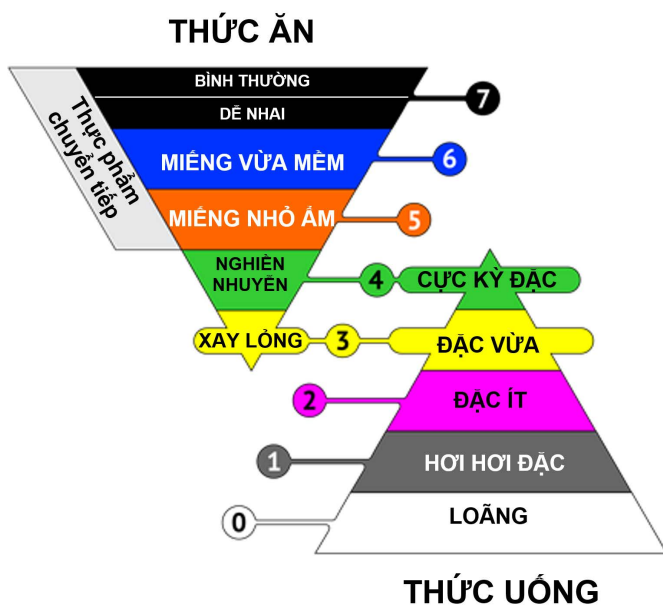 THỨC ĂN
BÌNH THƯỜNG
DỄ NHAI
7
Thực phẩm
chuyển tiếp
MIẾNG VỪA MỀM
6
MIẾNG NHỎ ẨM
5
NGHIỀN
NHUYỄN
4
CỰC KỲ ĐẶC
XAY LỎNG
3
ĐẶC VỪA
2
ĐẶC ÍT
1
HƠI HƠI ĐẶC
0
LOÃNG
THỨC UỐNG